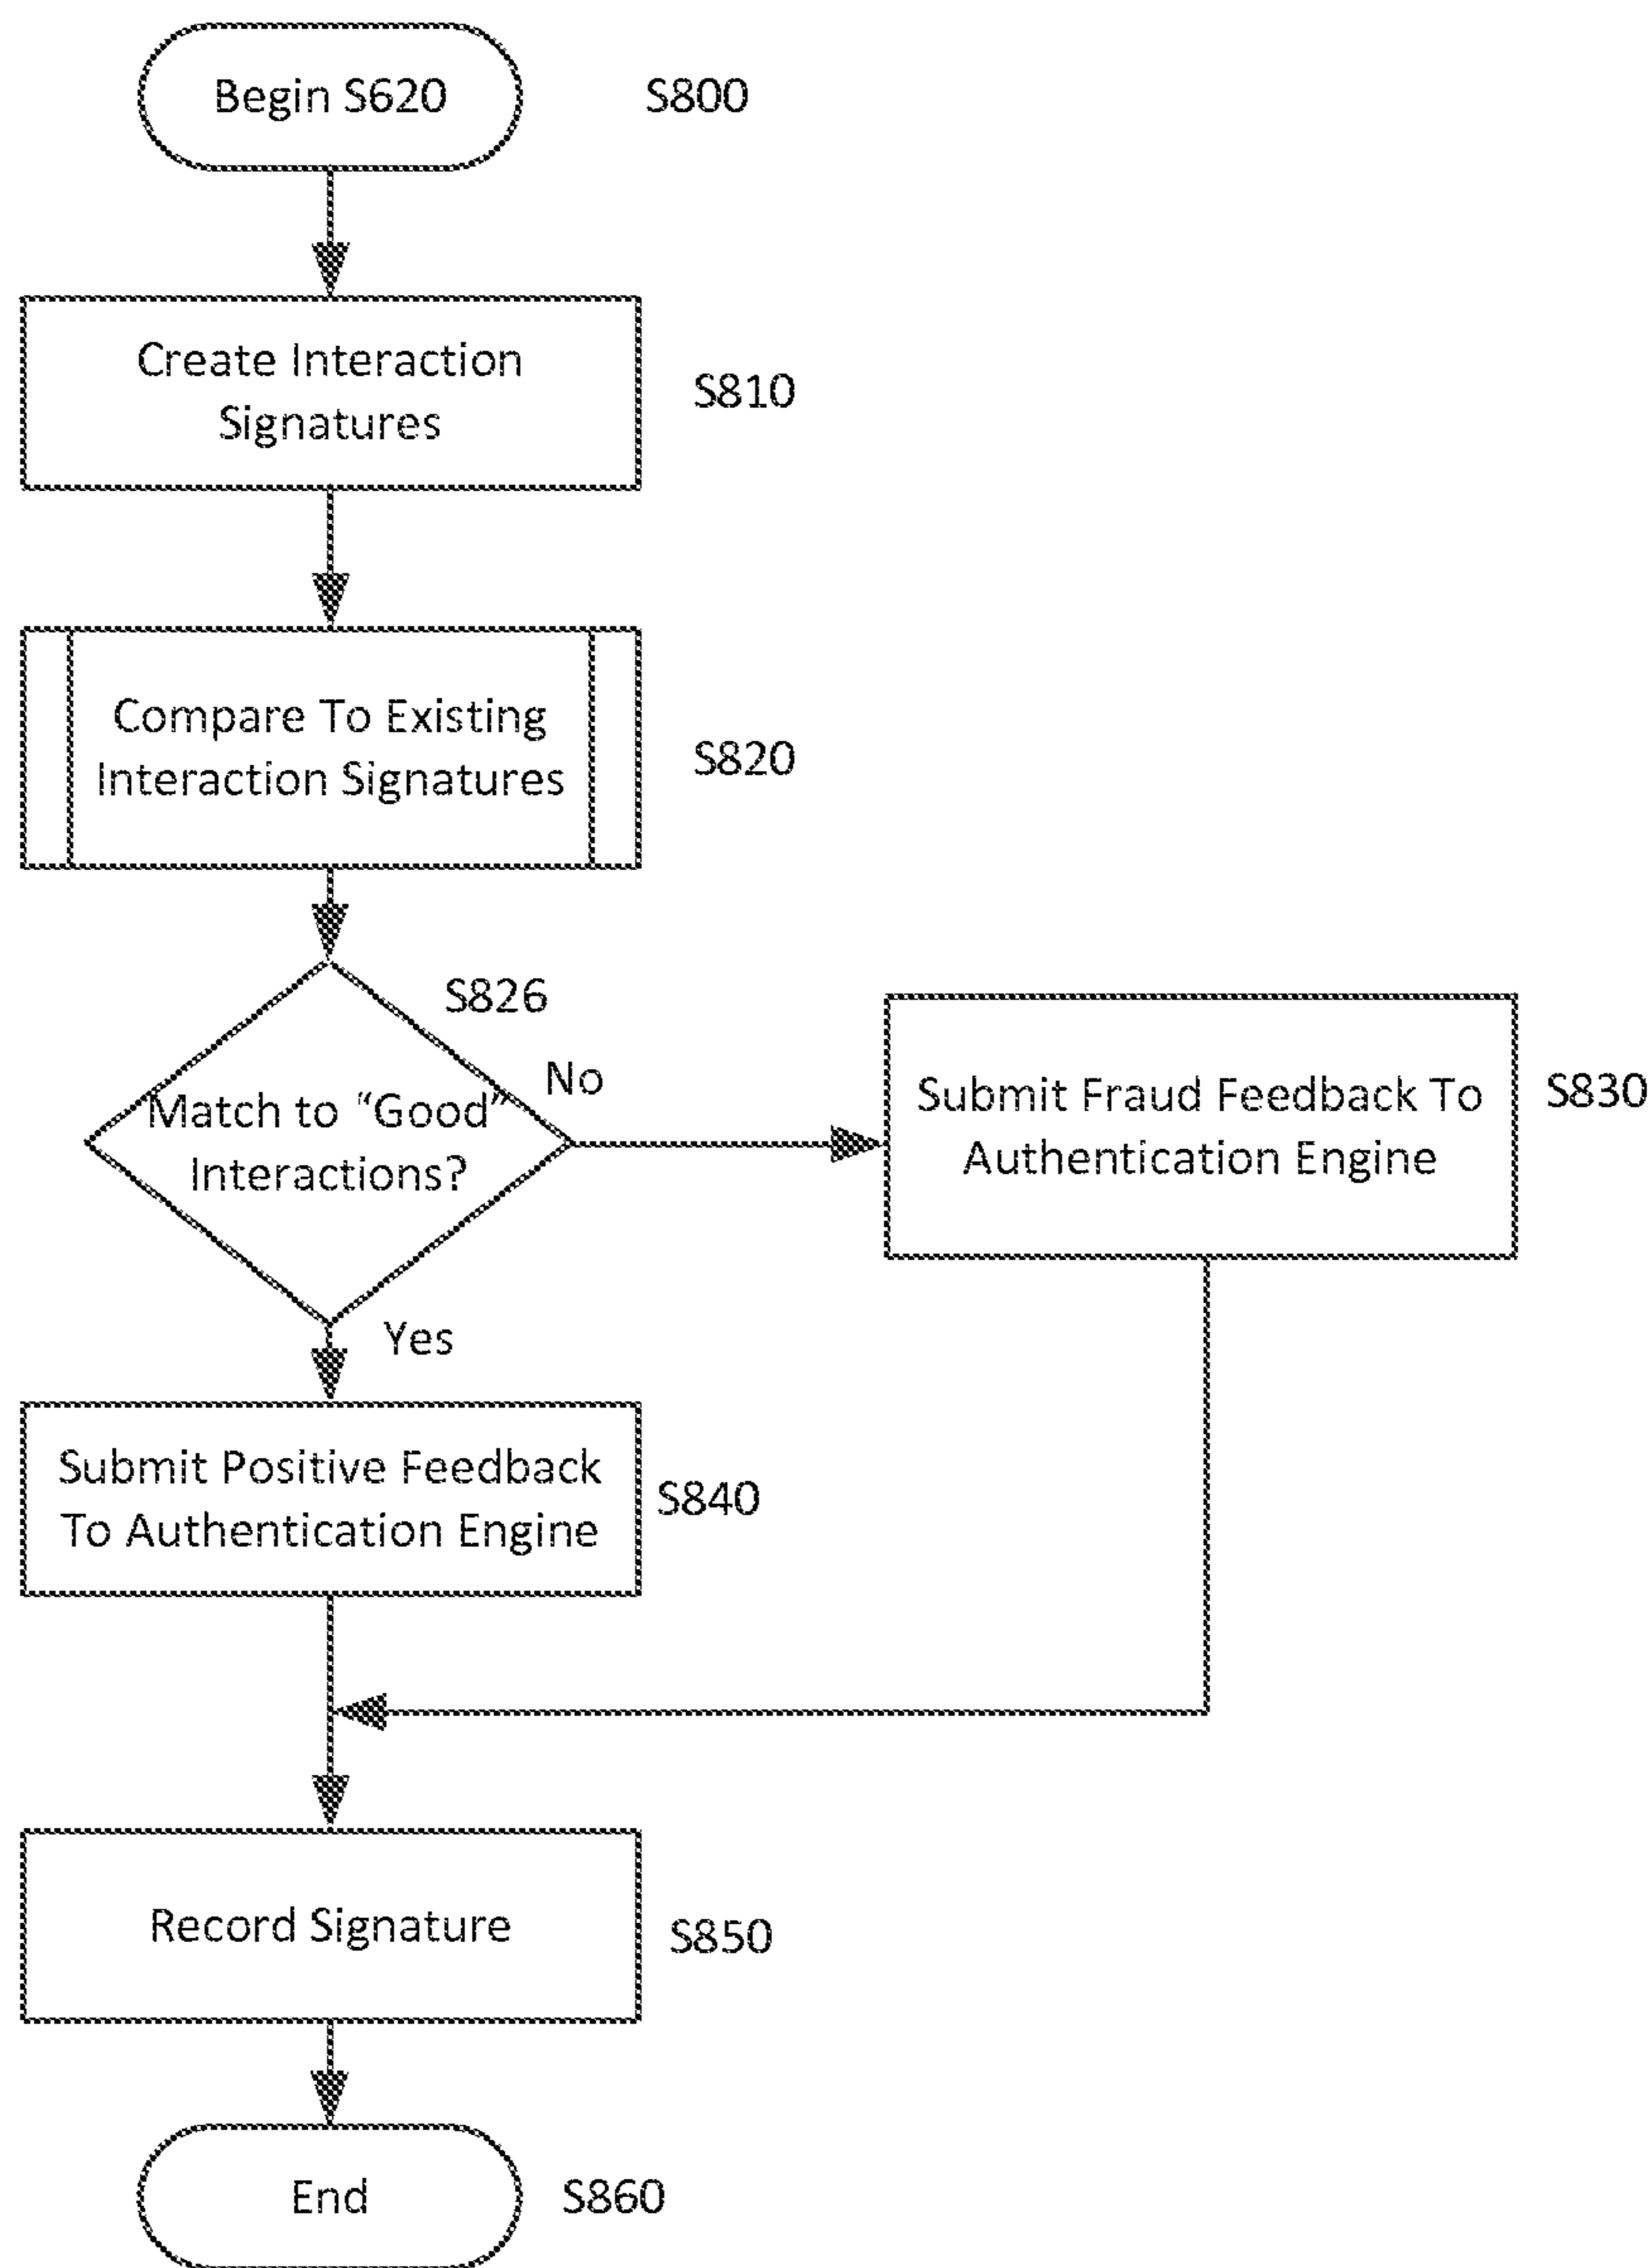 Begin S620
S800
Create Interaction
Signatures
S810
Compare To Existing
Interaction Signatures
S820
S826
No
Match to “Good”
Interactions?
Submit Fraud Feedback To
Authentication Engine
S830
Yes
Submit Positive Feedback
To Authentication Engine
S840
Record Signature
S850
End
S860